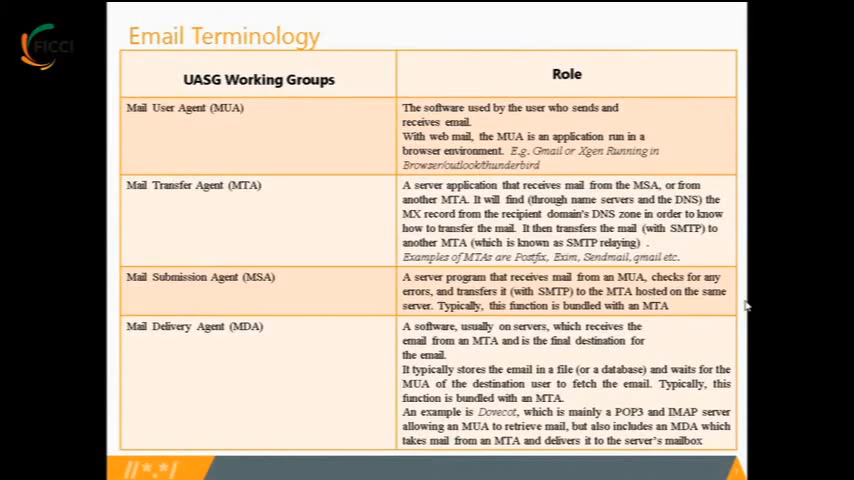 FICCI
Email Terminology
UASG Working Groups
Role
Mail User Agent (MUA)
The software used by the user who sends and
receives email.
With web mail, the MUA is an application run in a
browser environment. E.g. Gmail or Xgen Running in
Browser/outlook/thunderbird
Mail Transfer Agent (MTA)
A server application that receives mail from the MSA, or from
another MTA. It will find (through name servers and the DNS) the
MX record from the recipient domain's DNS zone in order to know
how to transfer the mail. It then transfers the mail (with SMTP) to
another MTA (which is known as SMTP relaying) .
Examples of MTAs are Postfix, Exim, Sendmail, qmail etc.
Mail Submission Agent (MSA)
A server program that receives mail from an MUA, checks for any
errors, and transfers it (with SMTP) to the MTA hosted on the same
server. Typically, this function is bundled with an MTA
Mail Delivery Agent (MDA)
A software, usually on servers, which receives the
email from an MTA and is the final destination for
the email.
It typically stores the email in a file (or a database) and waits for the
MUA of the destination user to fetch the email. Typically, this
function is bundled with an MTA.
An example is Dovecot, which is mainly a POP3 and IMAP server
allowing an MUA to retrieve mail, but also includes an MDA which
takes mail from an MTA and delivers it to the server's mailbox